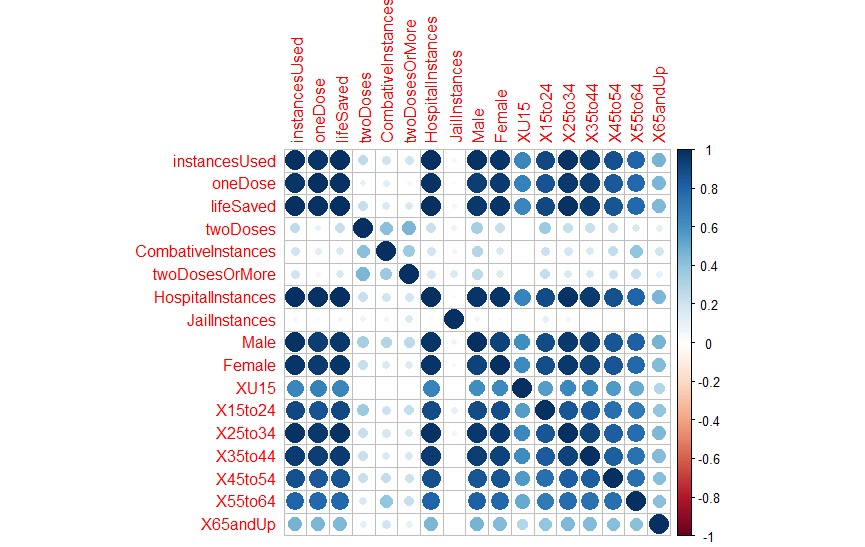 instancesUsed
oneDose
lifeSaved
twoDoses
CombativeInstances
twoDosesOrMore
HospitalInstances
JailInstances
Male
Female
XU15
X15to24
X25to34
X35to44
X45to54
X55to64
X65andUp
instancesUsed
oneDose
lifeSaved
twoDoses
CombativeInstances
twoDosesOrMore
HospitalInstances
JailInstances
Male
Female
XU15
X15to24
X25to34
X35to44
X45to54
X55to64
X65andUp
1
0.8
0.6
0.4
0.2
0
-0.2
-0.4
-0.6
-0.8
-1